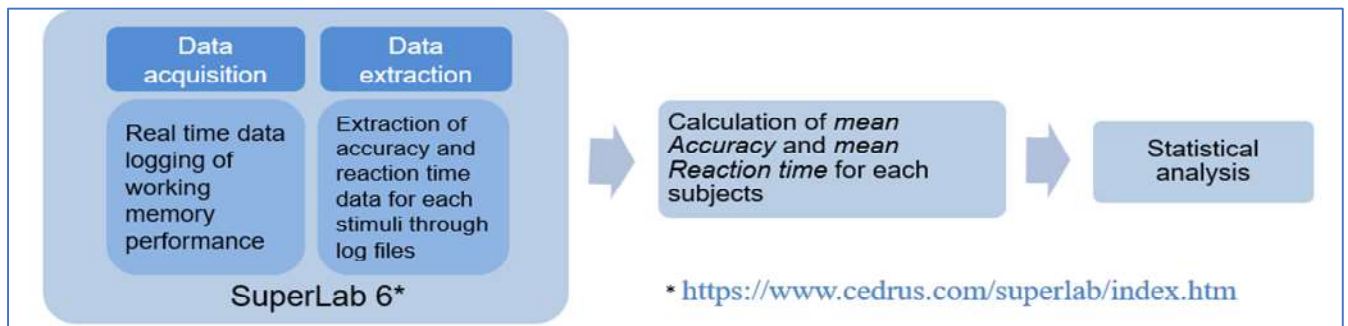 Data
acquisition
Data
extraction
Real time data
logging of
working
memory
performance
Extraction of
accuracy and
reaction time
data for each
stimuli through
log files
SuperLab 6*
Calculation of mean
Accuracy and mean
Reaction time for each
subjects
Statistical
analysis
* https://www.cedrus.com/superlab/index.htm